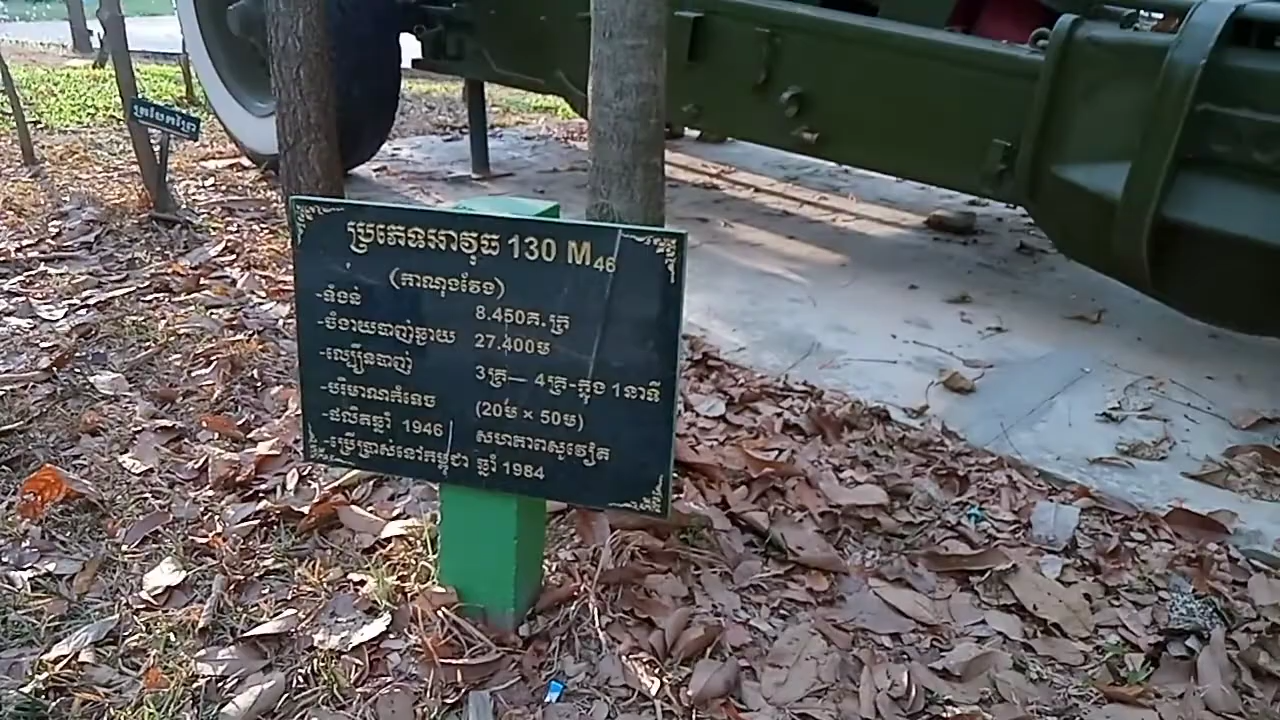 ប្រភេទអាវុធ 130 M46
(កាណុងវែង)
-ទំងន់ 8.450គ.ក្រ
-ចំងាយបាញ់ឆ្ងាយ 27.400ម
-ល្បឿនបាញ់ 3គ្រ-4គ្រ-ក្នុង 1នាទី
-បរិមាណកំទេច (20ម x 50ម)
-ផលិតឆ្នាំ 1946 សហភាពសូវៀត
-ប្រើប្រាស់នៅកម្ពុជា ឆ្នាំ 1984